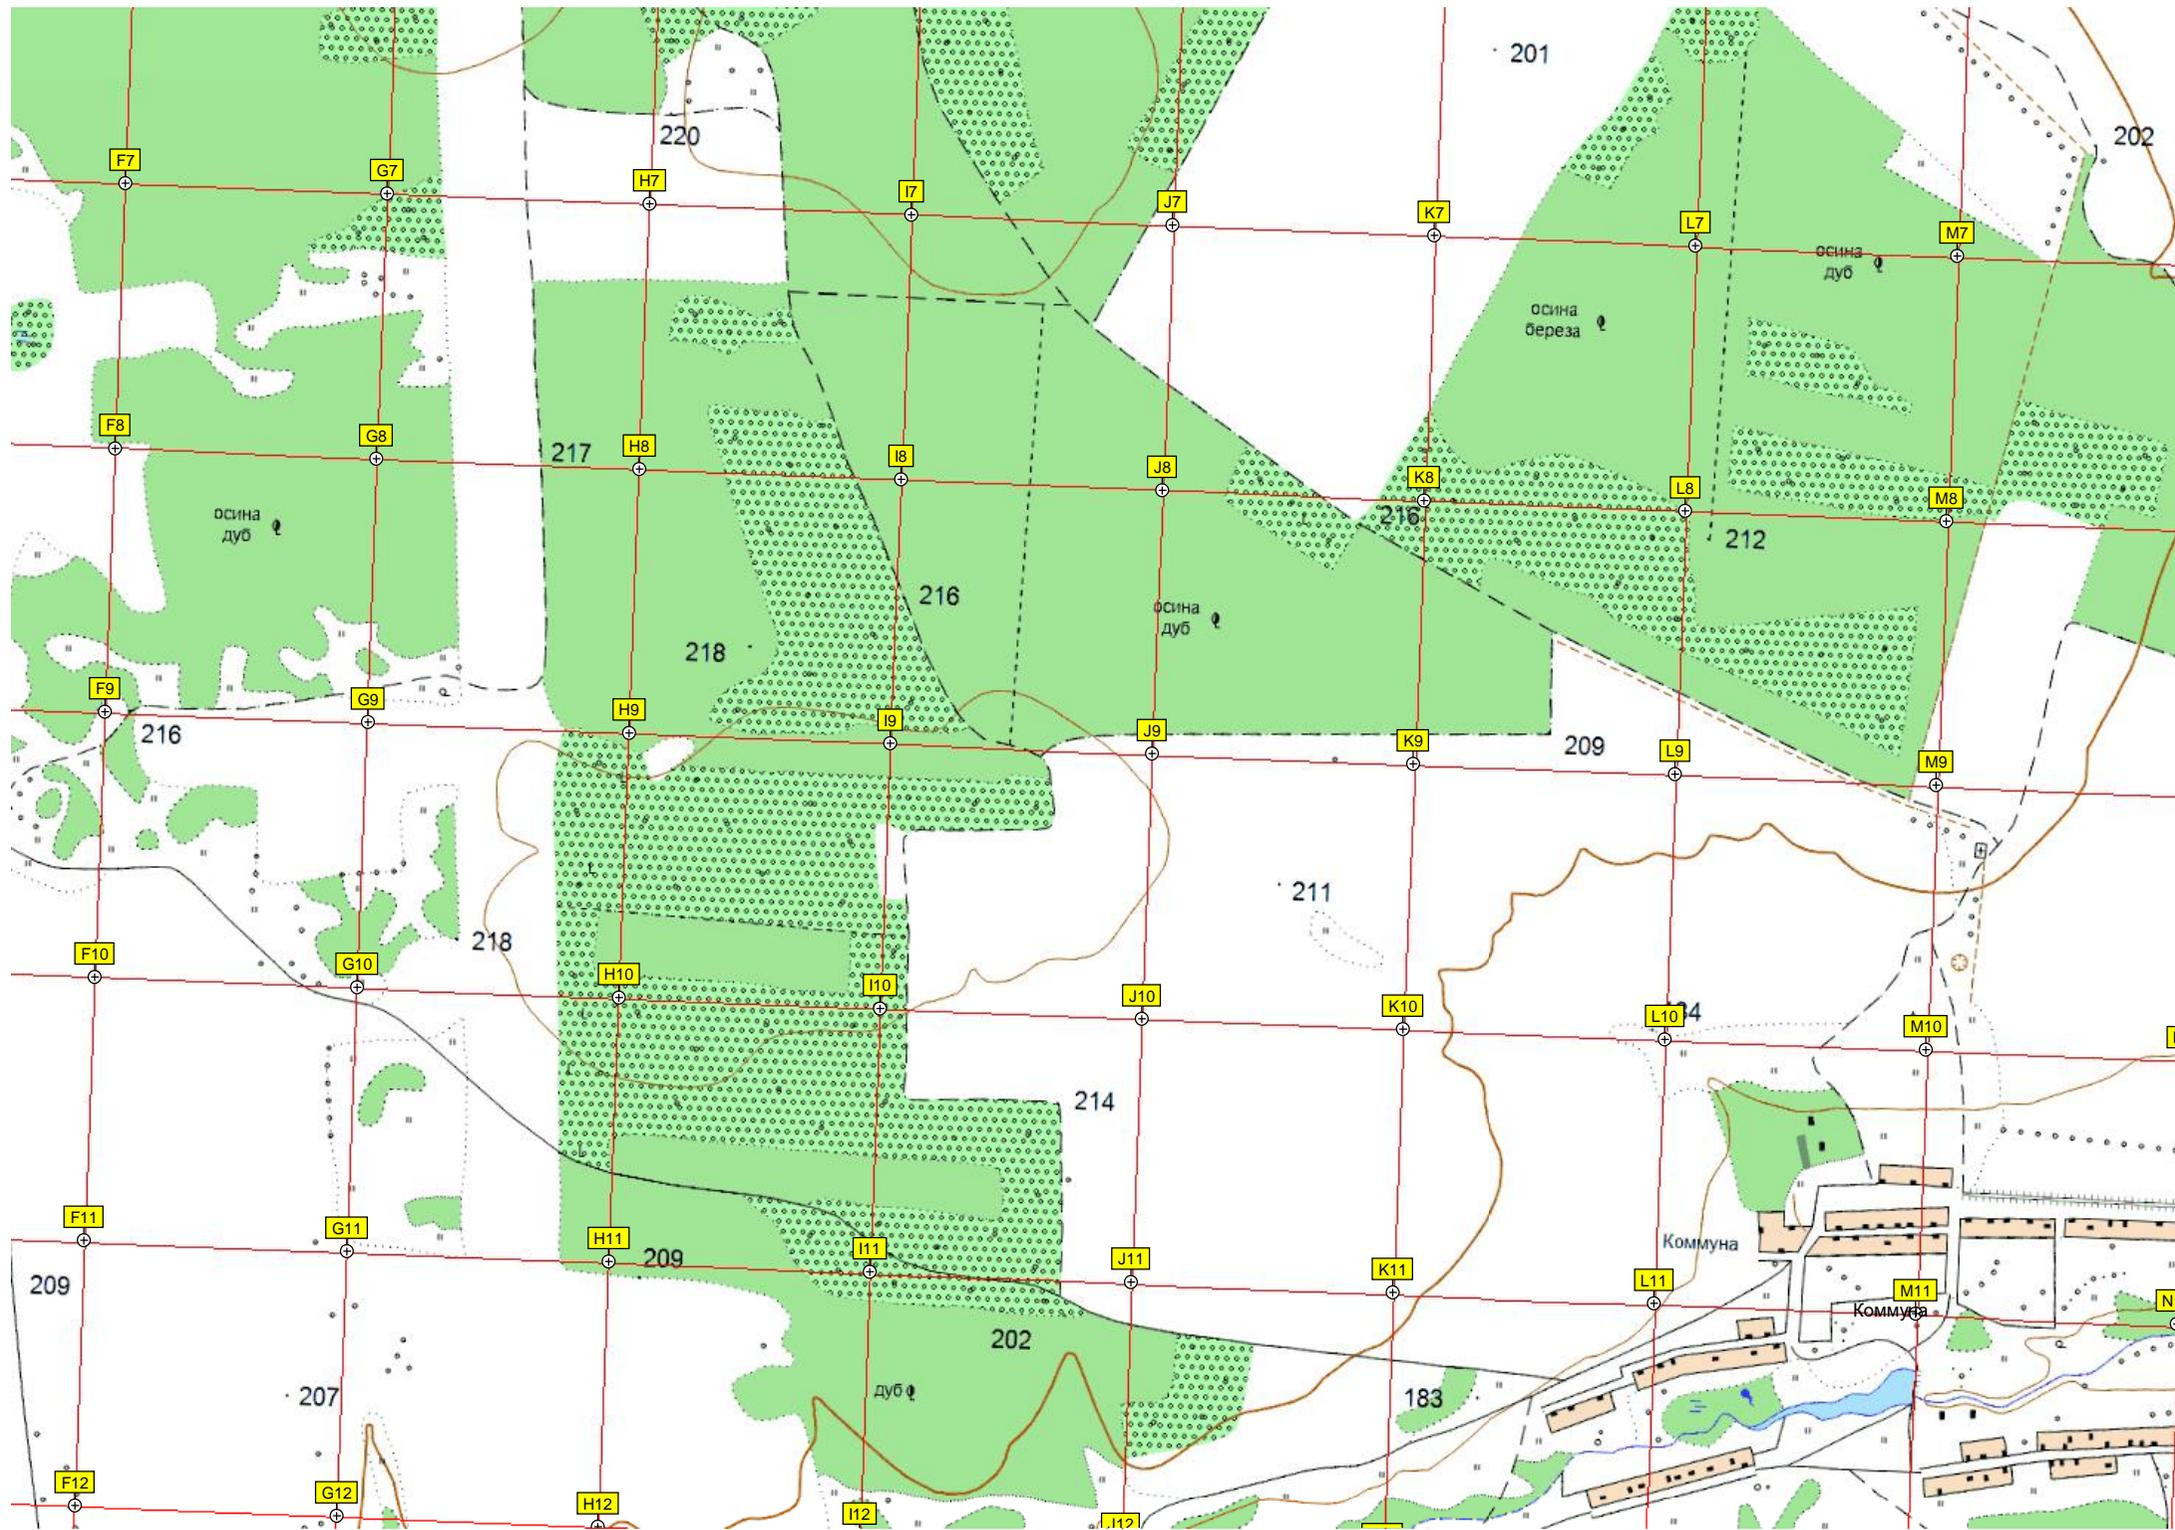 201
202
220
F7
G7
H7
I7
J7
K7
L7
M7
осина
дуб
осина
береза
F8
G8
217
H8
I8
J8
K8
L8
M8
216
212
осина
дуб
216
осина
дуб
218
F9
G9
H9
I9
J9
K9
L9
M9
216
209
211
218
F10
G10
H10
I10
J10
K10
L10
M10
214
F11
G11
H11
I11
J11
K11
L11
M11
209
209
Коммуна
Коммуна
202
207
дуб
183
F12
G12
H12
I12
J12